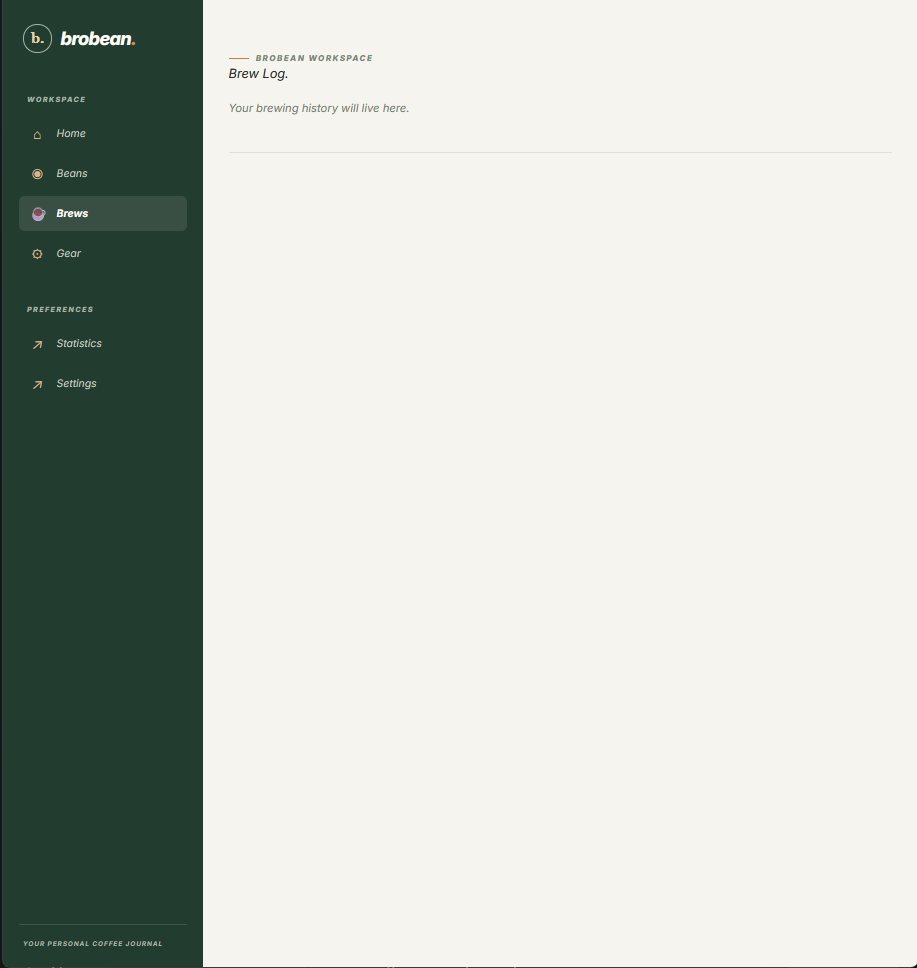 b. brobean.
WORKSPACE
Home
Beans
Brews
Gear
PREFERENCES
Statistics
Settings
YOUR PERSONAL COFFEE JOURNAL
BROBEAN WORKSPACE
Brew Log.
Your brewing history will live here.